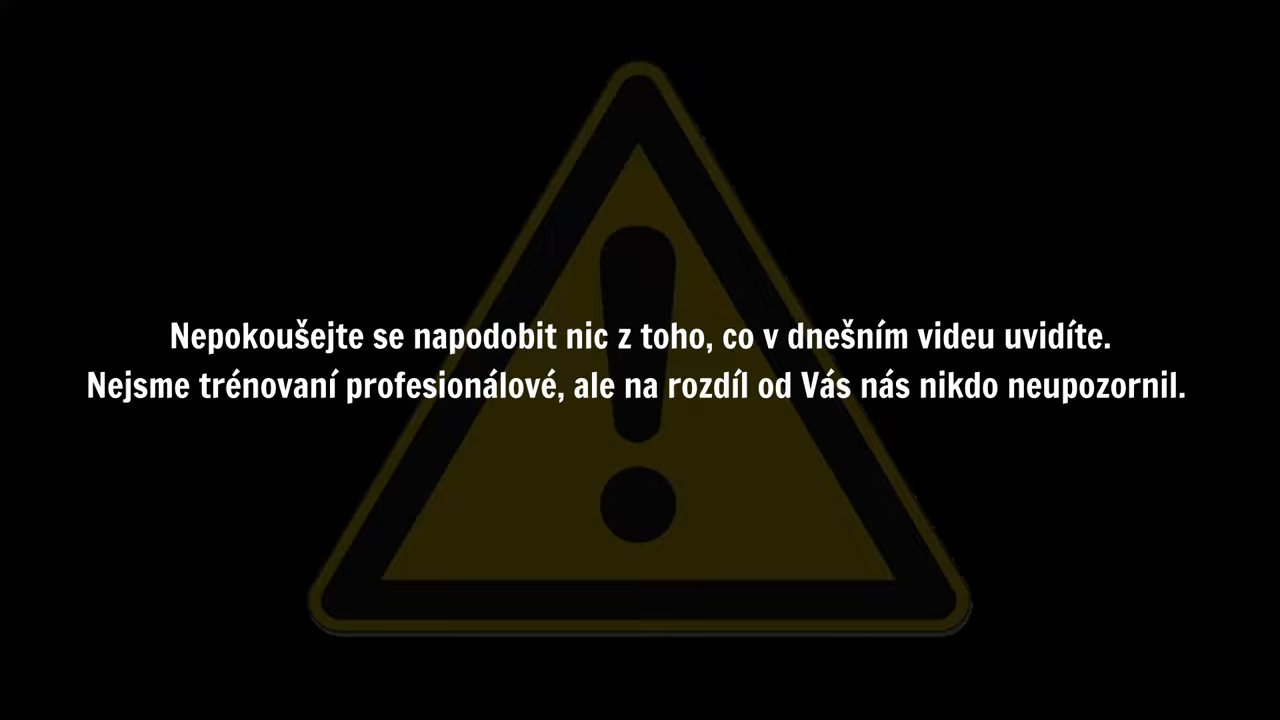 Nepokoušejte se napodobit nic z toho, co v dnešním videu uvidíte.
Nejsme trénovaní profesionálové, ale na rozdíl od Vás nás nikdo neupozornil.